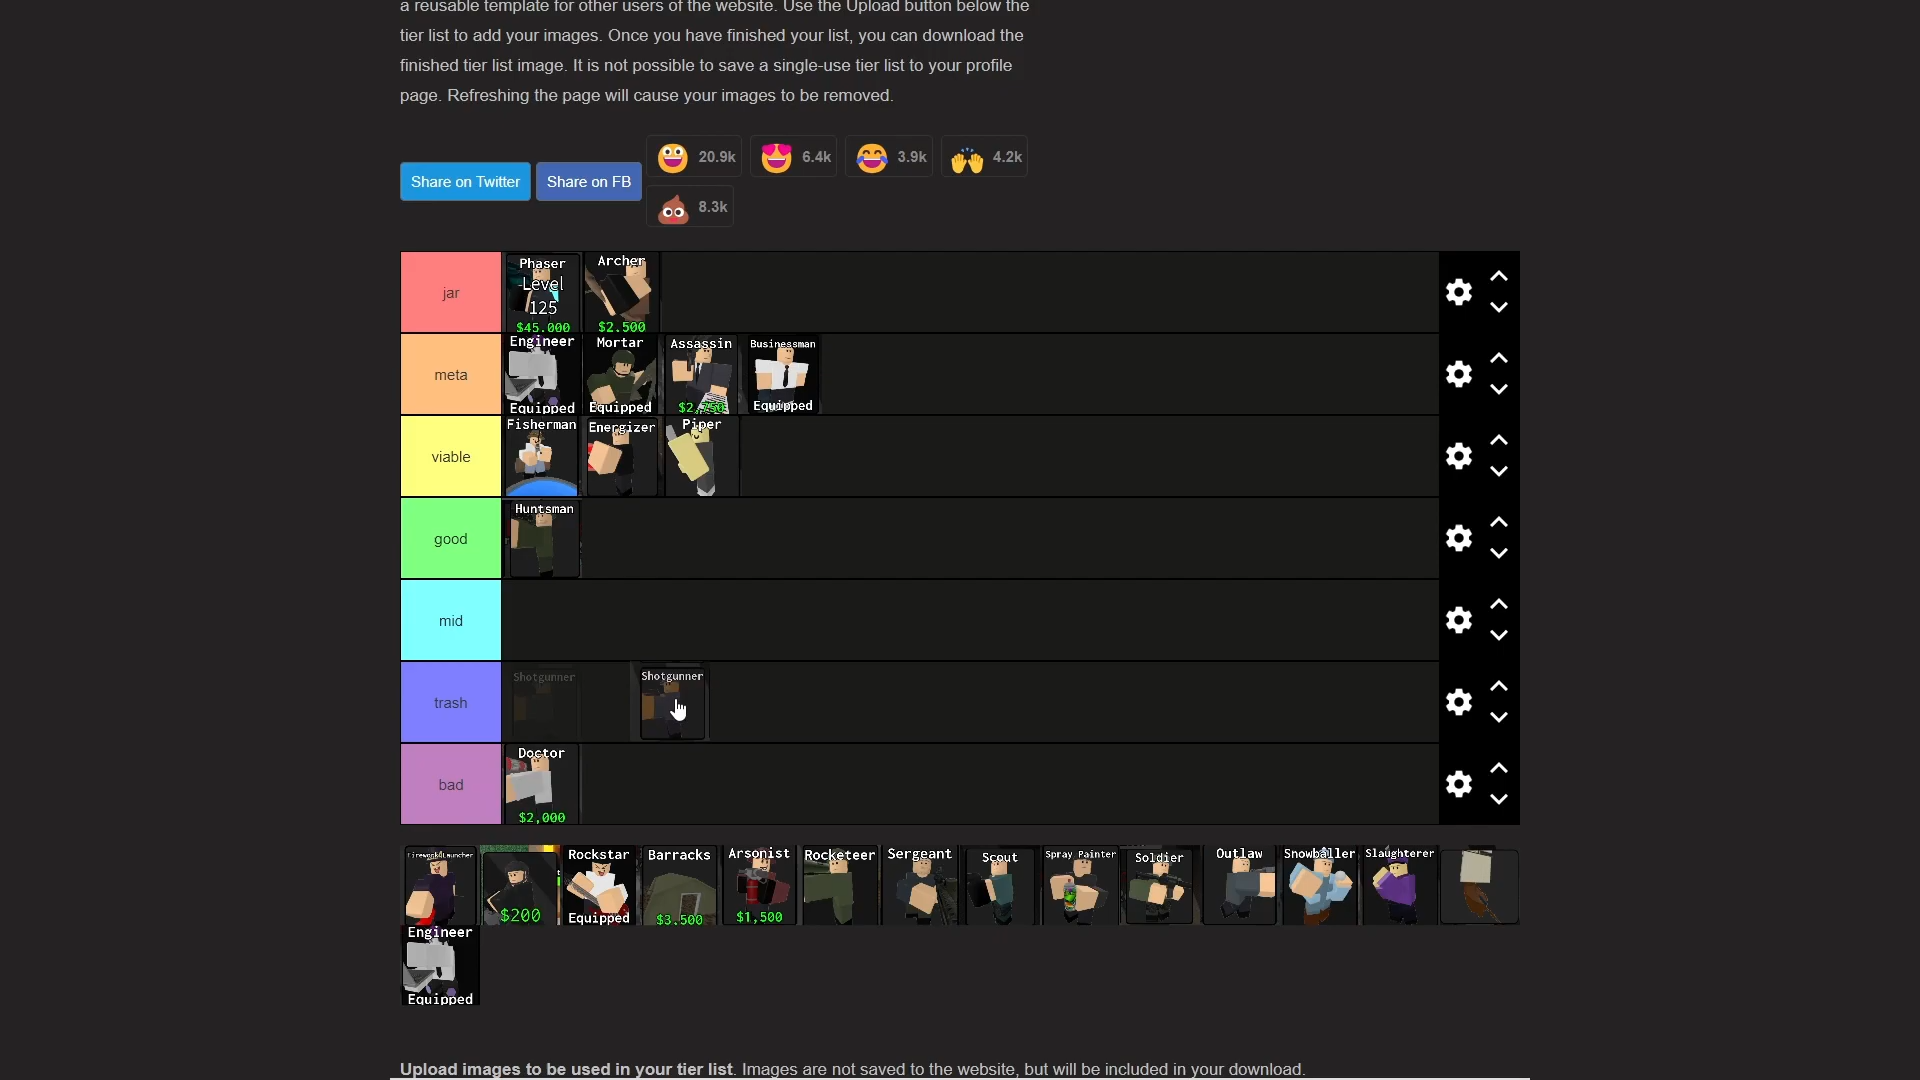 a reusable template for other users of the website. Use the Upload button below the
tier list to add your images. Once you have finished your list, you can download the
finished tier list image. It is not possible to save a single-use tier list to your profile
page. Refreshing the page will cause your images to be removed.
20.9k 6.4k 3.9k 4.2k
Share on Twitter Share on FB
8.3k
jar
Phaser
Level
125
$45,000
Archer
$2,500
meta
Engineer
Equipped
Mortar
Equipped
Assassin
$2,750
Businessman
Equipped
viable
Fisherman
Energizer
Piper
good
Huntsman
mid
trash
Shotgunner
Shotgunner
bad
Doctor
$2,000
$200
Rockstar
Equipped
Barracks
$3,500
Arsonist
$1,500
Rocketeer
Sergeant
Scout
Spray Painter
Soldier
Outlaw
Snowballer
Slaughterer
Engineer
Equipped
Upload images to be used in your tier list. Images are not saved to the website, but will be included in your download.